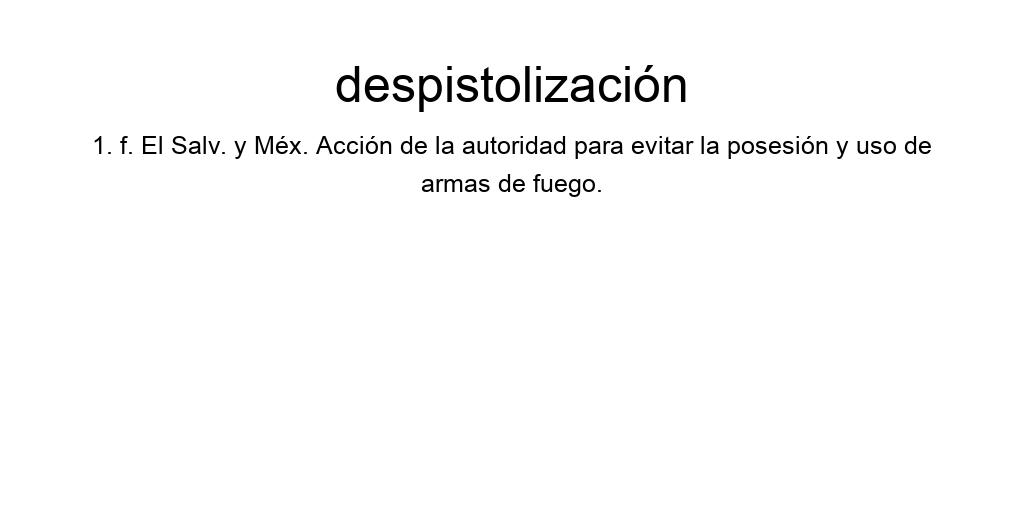 despistolización
1. f. El Salv. y Méx. Acción de la autoridad para evitar la posesión y uso de
armas de fuego.